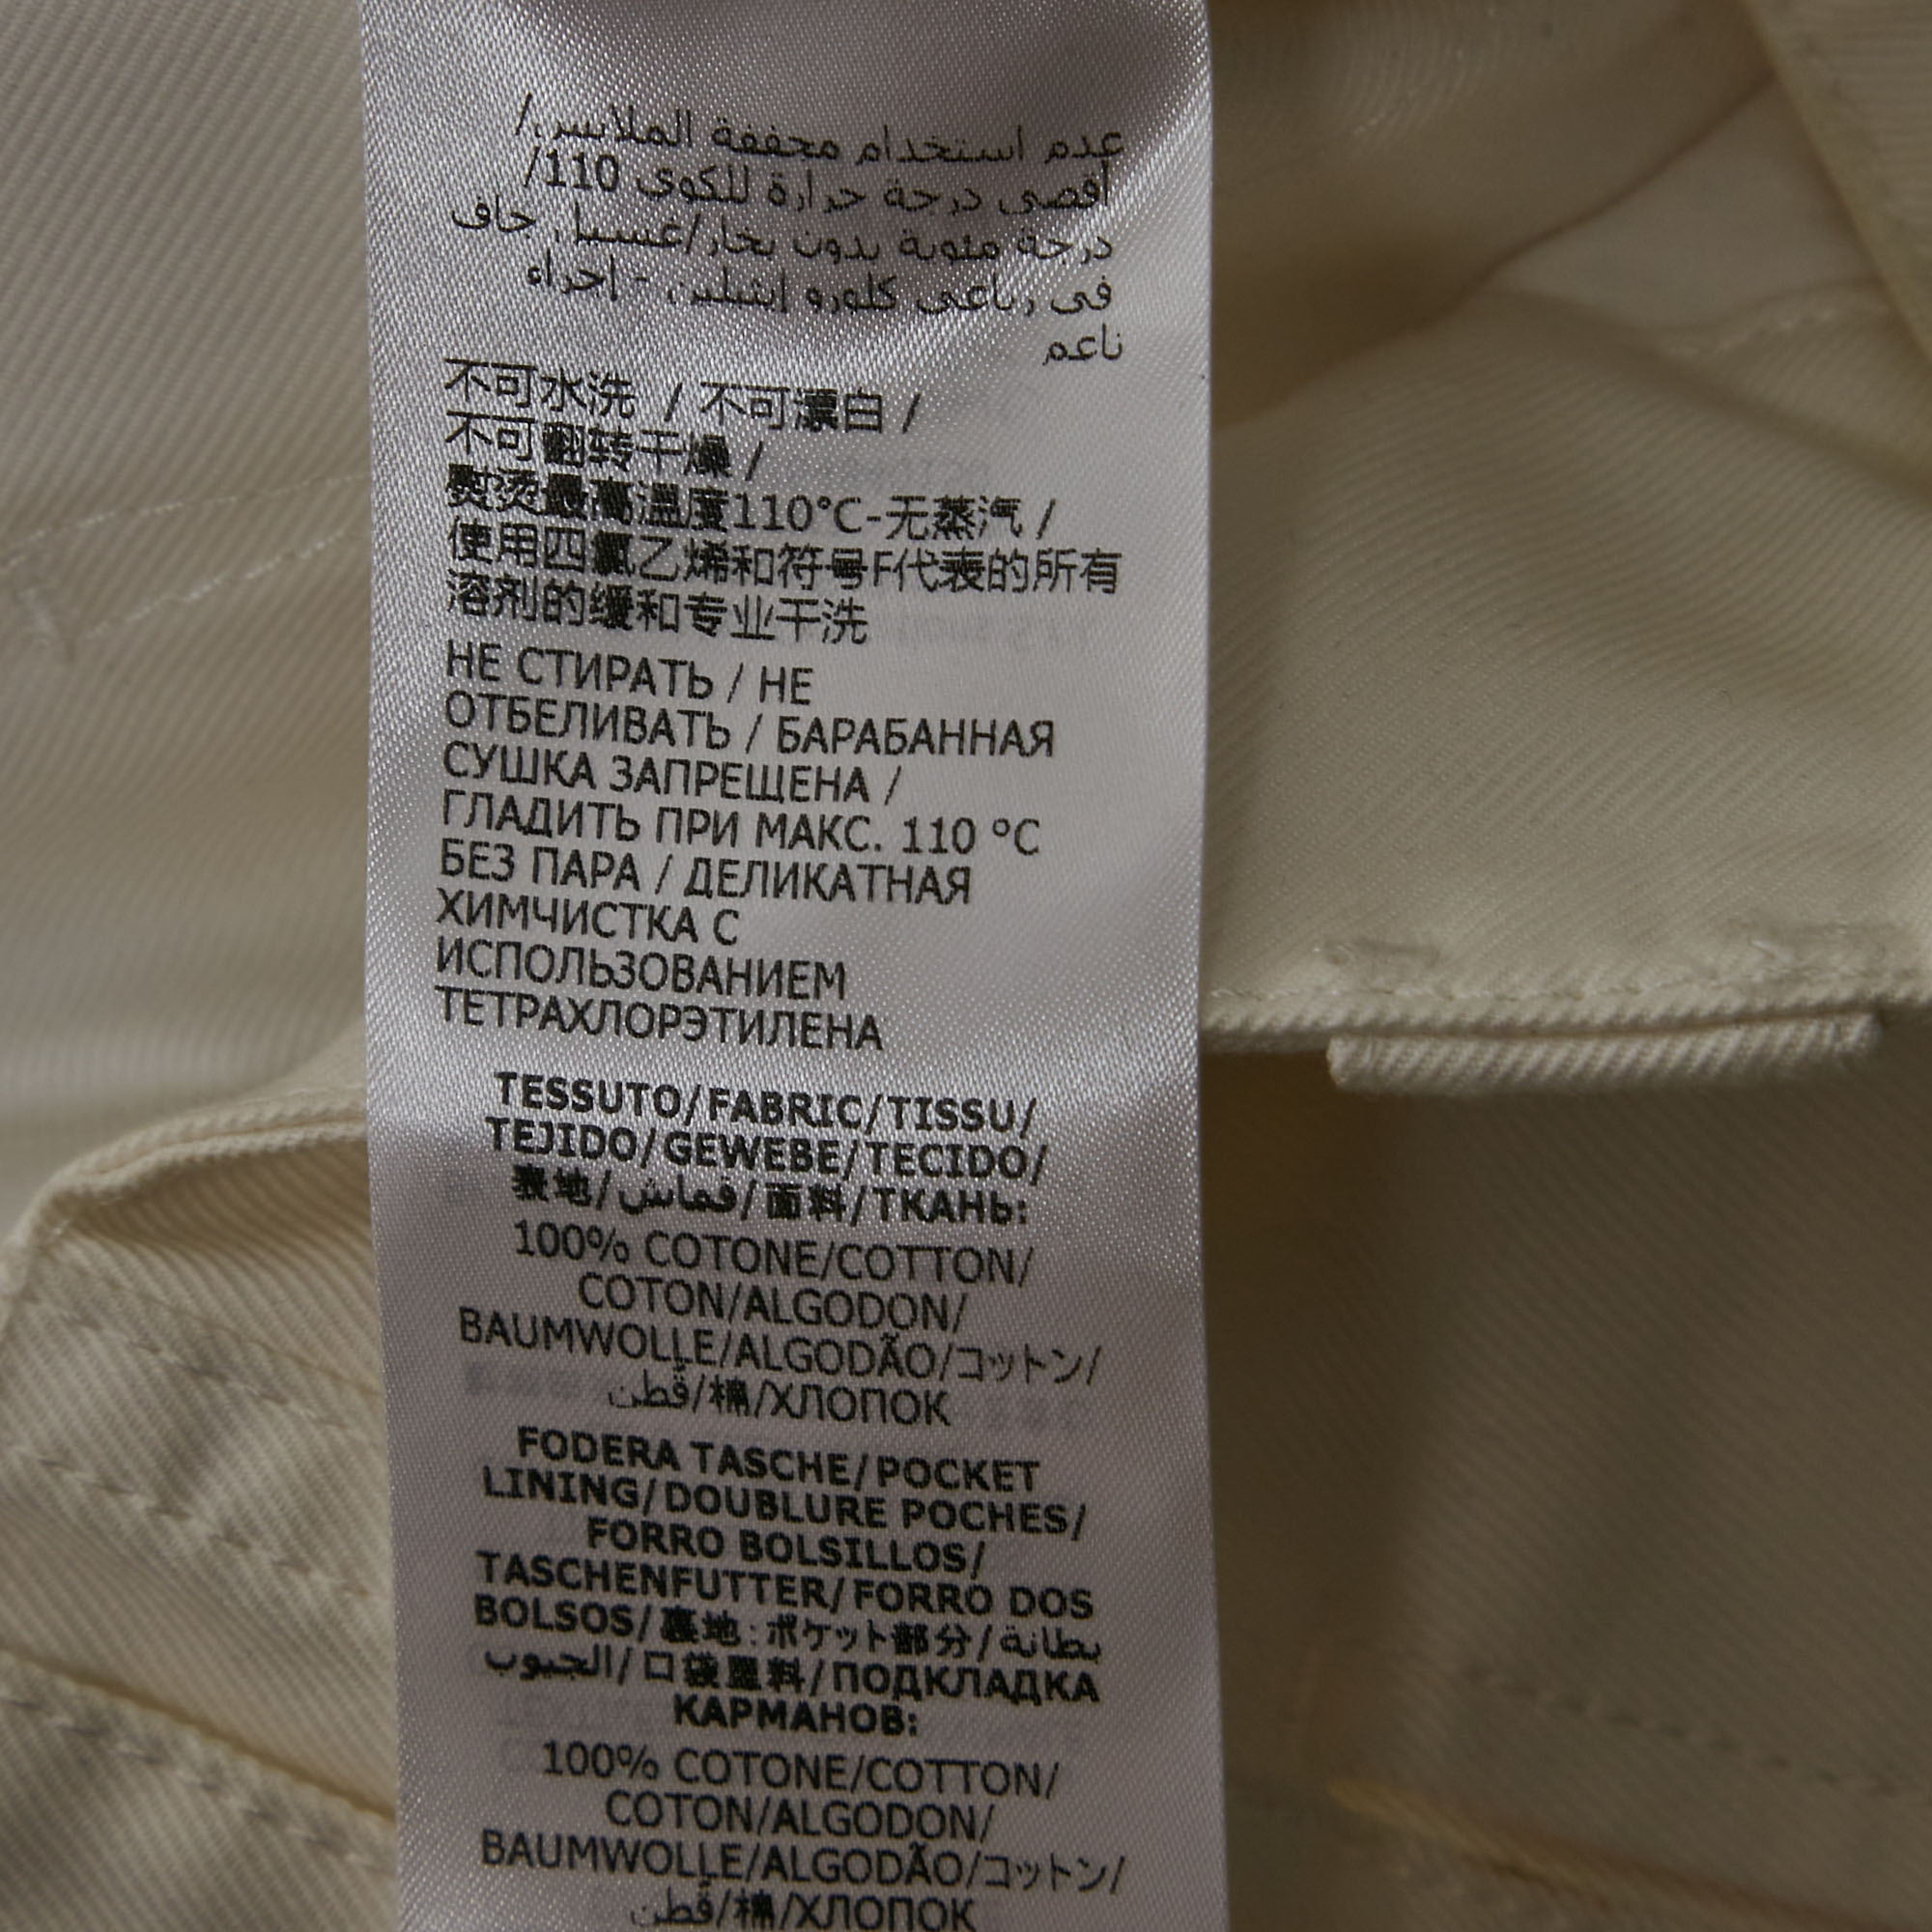 عدم استخدام مجففة الملابس/
أقصى درجة حرارة للكوى 110/
درجة مئوية بدون بخار/غسيل جاف
في رباعي كلورو إيثيلين - إجراء
ناعم
不可水洗 / 不可漂白 /
不可翻转干燥 /
熨烫最高温度110°C-无蒸汽 /
使用四氯乙烯和符号F代表的所有
溶剂的缓和专业干洗
НЕ СТИРАТЬ / НЕ
ОТБЕЛИВАТЬ / БАРАБАННАЯ
СУШКА ЗАПРЕЩЕНА /
ГЛАДИТЬ ПРИ МАКС. 110 °C
БЕЗ ПАРА / ДЕЛИКАТНАЯ
ХИМЧИСТКА С
ИСПОЛЬЗОВАНИЕМ
ТЕТРАХЛОРЭТИЛЕНА
TESSUTO/FABRIC/TISSU/
TEJIDO/GEWEBE/TECIDO/
表地/قماش/面料/ТКАНЬ:
100% COTONE/COTTON/
COTON/ALGODON/
BAUMWOLLE/ALGODÃO/コットン/
قُطن/棉/ХЛОПОК
FODERA TASCHE/POCKET
LINING/DOUBLURE POCHES/
FORRO BOLSILLOS/
TASCHENFUTTER/FORRO DOS
BOLSOS/裏地:ポケット部分/بطانة
الجيوب/口袋里料/ПОДКЛАДКА
КАРМАНОВ:
100% COTONE/COTTON/
COTON/ALGODON/
BAUMWOLLE/ALGODÃO/コットン/
قُطن/棉/ХЛОПОК